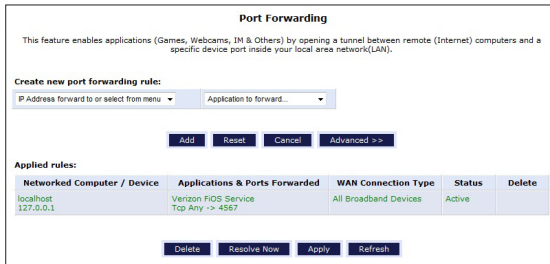 Port Forwarding
This feature enables applications (Games, Webcams, IM & Others) by opening a tunnel between remote (Internet) computers and a
specific device port inside your local area network(LAN).
Create new port forwarding rule:
IP Address forward to or select from menu
Application to forward...
Add Reset Cancel Advanced >>
Applied rules:
Networked Computer / Device Applications & Ports Forwarded WAN Connection Type Status Delete
localhost Verizon FiOS Service All Broadband Devices Active
127.0.0.1 Tcp Any -> 4567
Delete Resolve Now Apply Refresh